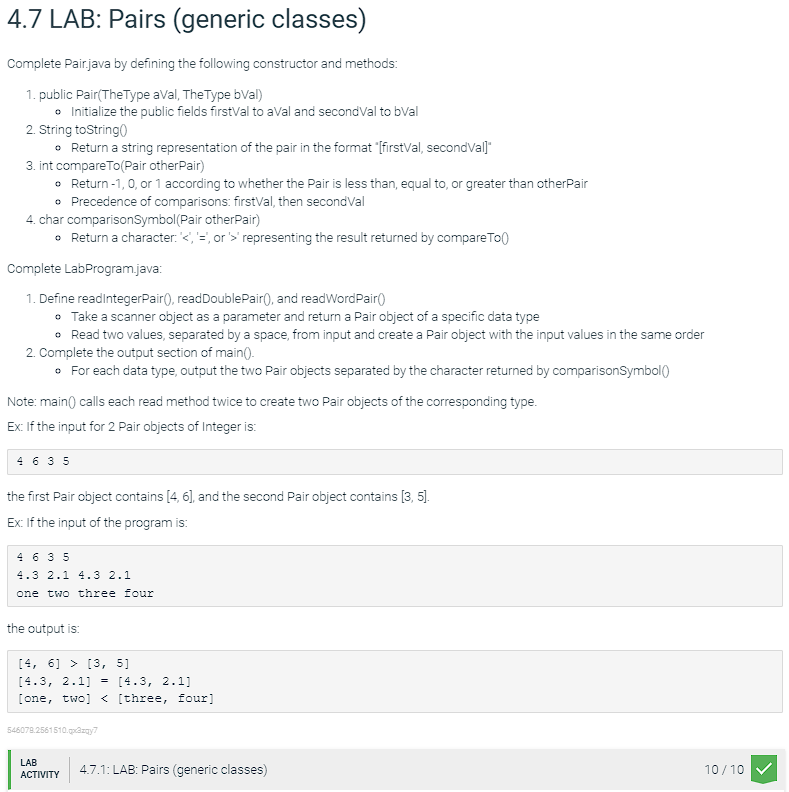 4.7 LAB: Pairs (generic classes)
Complete Pair.java by defining the following constructor and methods:
1. public Pair(TheType aVal, TheType bVal)
Initialize the public fields firstVal to aVal and secondVal to bVal
2. String toString()
Return a string representation of the pair in the format "[firstVal, secondVal]"
3. int compareTo(Pair otherPair)
Return -1, 0, or 1 according to whether the Pair is less than, equal to, or greater than otherPair
Precedence of comparisons: firstVal, then secondVal
4. char comparisonSymbol(Pair otherPair)
Return a character: '<', '=', or '>' representing the result returned by compareTo()
Complete LabProgram.java:
1. Define readIntegerPair(), readDoublePair(), and readWordPair()
Take a scanner object as a parameter and return a Pair object of a specific data type
Read two values, separated by a space, from input and create a Pair object with the input values in the same order
2. Complete the output section of main().
For each data type, output the two Pair objects separated by the character returned by comparisonSymbol()
Note: main() calls each read method twice to create two Pair objects of the corresponding type.
Ex: If the input for 2 Pair objects of Integer is:
4 6 3 5
the first Pair object contains [4, 6], and the second Pair object contains [3, 5].
Ex: If the input of the program is:
4 6 3 5
4.3 2.1 4.3 2.1
one two three four
the output is:
[4, 6] > [3, 5]
[4.3, 2.1] = [4.3, 2.1]
[one, two] < [three, four]
546078.2561510.qx3zqy7
LAB
ACTIVITY
4.7.1: LAB: Pairs (generic classes)
10 / 10